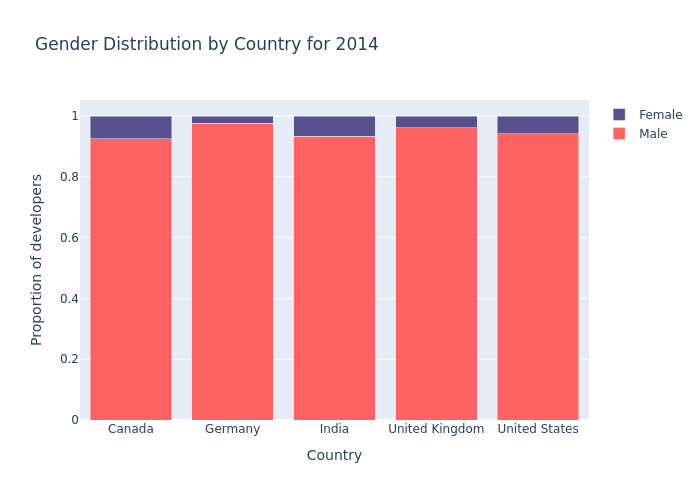 Gender Distribution by Country for 2014
Female
Male
1
0.8
0.6
0.4
0.2
0
Proportion of developers
Canada
Germany
India
United Kingdom
United States
Country